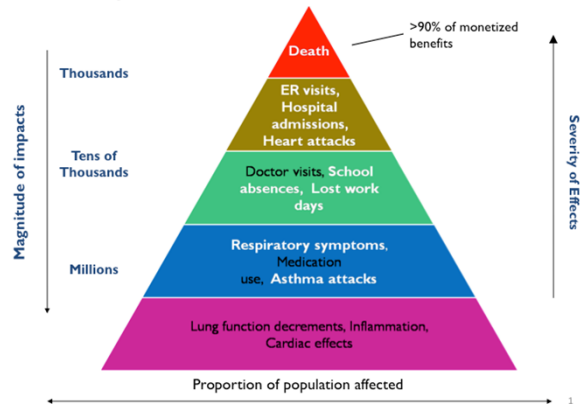 >90% of monetized
benefits
Death
Thousands
ER visits,
Hospital
admissions,
Heart attacks
Magnitude of impacts
Severity of Effects
Tens of
Thousands
Doctor visits, School
absences, Lost work
days
Respiratory symptoms,
Medication
use, Asthma attacks
Millions
Lung function decrements, Inflammation,
Cardiac effects
Proportion of population affected
1